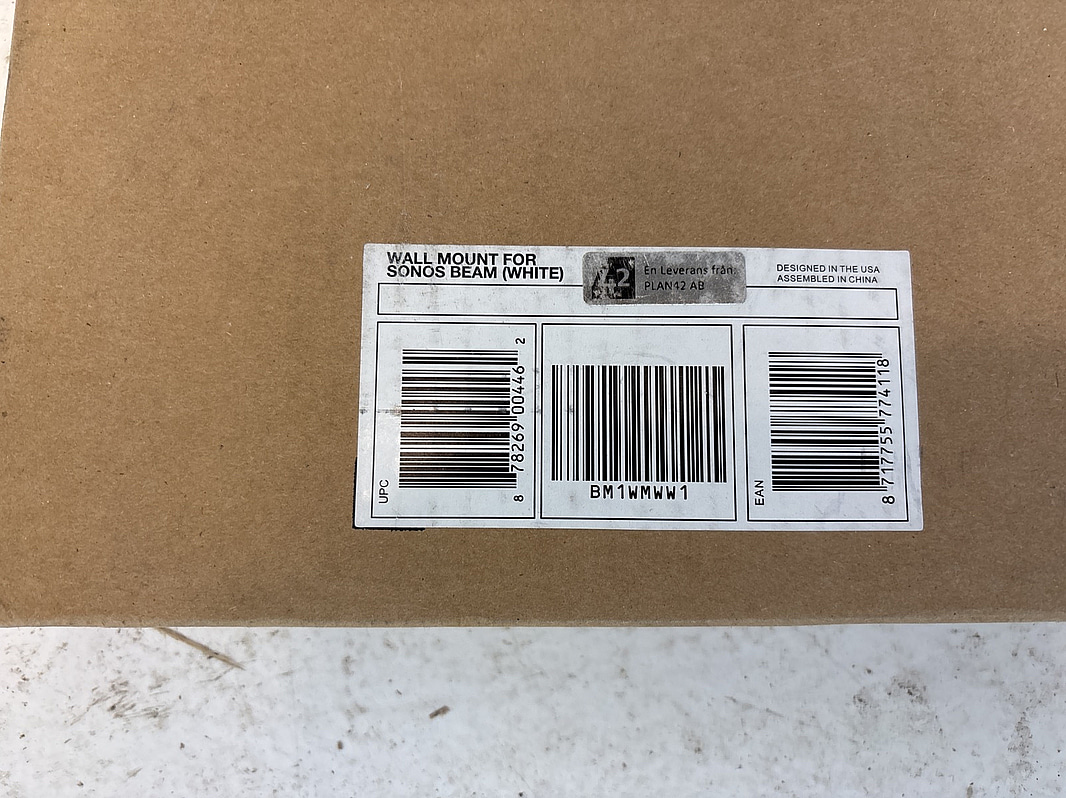 WALL MOUNT FOR
SONOS BEAM (WHITE)
42
En Leverans från:
PLAN42 AB
DESIGNED IN THE USA
ASSEMBLED IN CHINA
UPC
8 78269 00446 2
BM1WMWW1
EAN
8 717755 774118